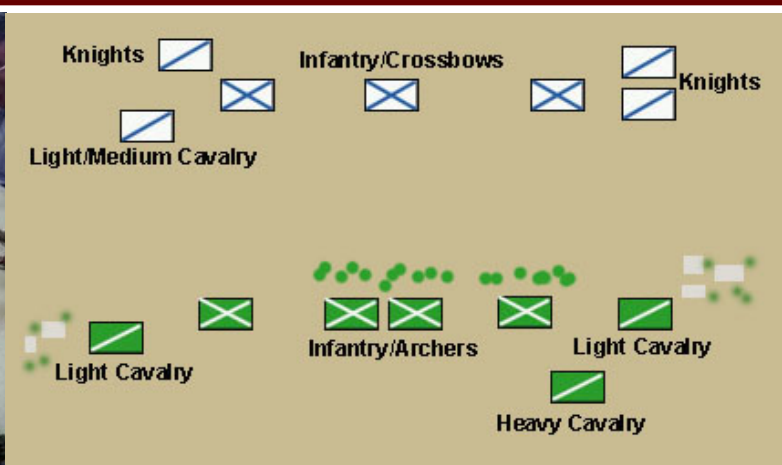 Knights
Infantry/Crossbows
Knights
Light/Medium Cavalry
Infantry/Archers
Light Cavalry
Light Cavalry
Heavy Cavalry